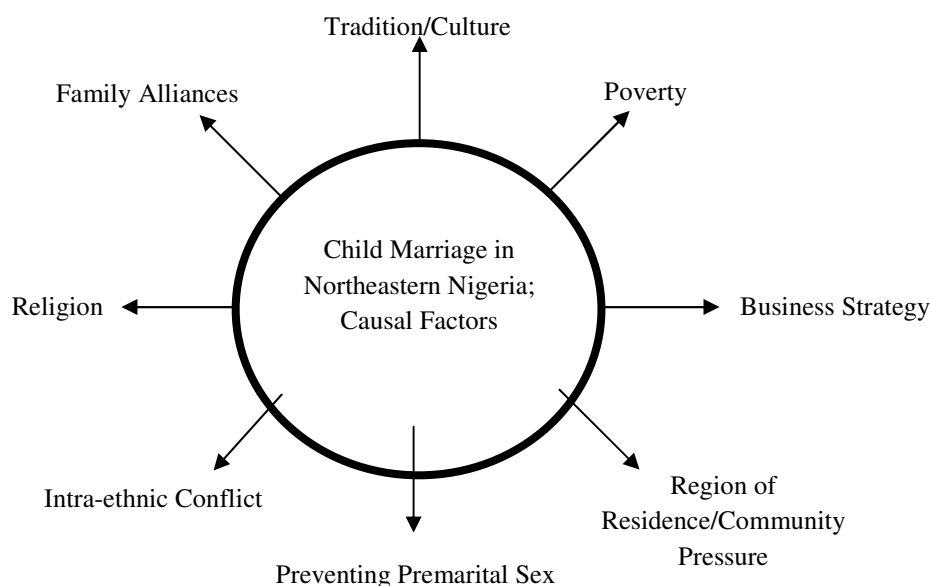 Tradition/Culture
Family Alliances
Poverty
Child Marriage in
Northeastern Nigeria;
Causal Factors
Religion
Business Strategy
Intra-ethnic Conflict
Region of
Residence/Community
Pressure
Preventing Premarital Sex